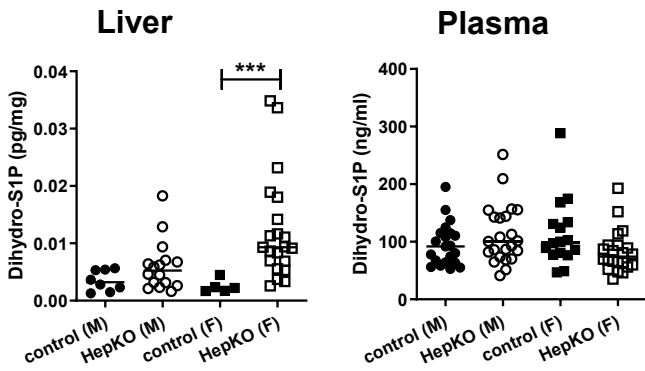 Liver
Dihydro-S1P (pg/mg)
0.04
0.03
0.02
0.01
0.00
***
control (M)
HepKO (M)
control (F)
HepKO (F)
Plasma
Dihydro-S1P (ng/ml)
400
300
200
100
0
control (M)
HepKO (M)
control (F)
HepKO (F)